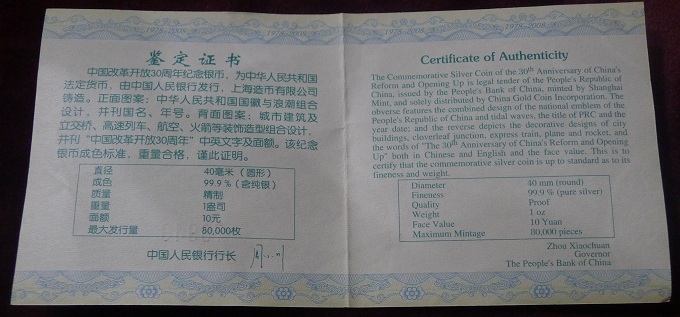 鉴定证书
中国改革开放30周年纪念银币，为中华人民共和国
法定货币，由中国人民银行发行，上海造币有限公司
铸造。正面图案：中华人民共和国国徽与浪潮组合
设计，并刊国名、年号。背面图案：城市建筑及
立交桥、高速列车、航空、火箭等装饰造型组合设计，
并刊“中国改革开放30周年”中英文字及面额。该纪念
银币成色标准，重量合格，谨此证明。
直径 40毫米（圆形）
成色 99.9％（含纯银）
质量 精制
重量 1盎司
面额 10元
最大发行量 80,000枚
中国人民银行行长
Certificate of Authenticity
The Commemorative Silver Coin of the 30th Anniversary of China's
Reform and Opening Up is legal tender of the People's Republic of
China, issued by the People's Bank of China, minted by Shanghai
Mint, and solely distributed by China Gold Coin Incorporation. The
obverse features the combined design of the national emblem of the
People's Republic of China and tidal waves, the title of PRC and the
year date; and the reverse depicts the decorative designs of city
buildings, cloverleaf junction, express train, plane and rocket, and
the words of "The 30th Anniversary of China's Reform and Opening
Up" both in Chinese and English and the face value. This is to
certify that the commemorative silver coin is up to standard as to its
fineness and weight.
Diameter 40 mm (round)
Fineness 99.9 % (pure silver)
Quality Proof
Weight 1 oz
Face Value 10 Yuan
Maximum Mintage 80,000 pieces
Zhou Xiaochuan
Governor
The People's Bank of China